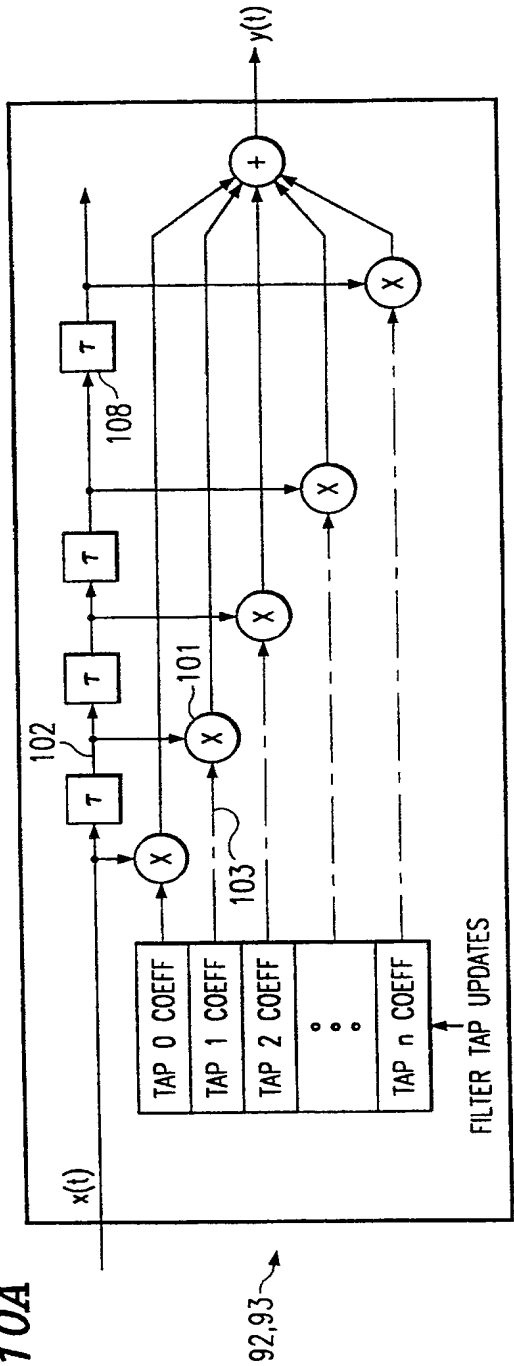 10A
92,93
x(t)
TAP 0 COEFF
TAP 1 COEFF
TAP 2 COEFF
TAP n COEFF
FILTER TAP UPDATES
103
102
101
108
τ
τ
τ
τ
X
X
X
X
X
+
y(t)